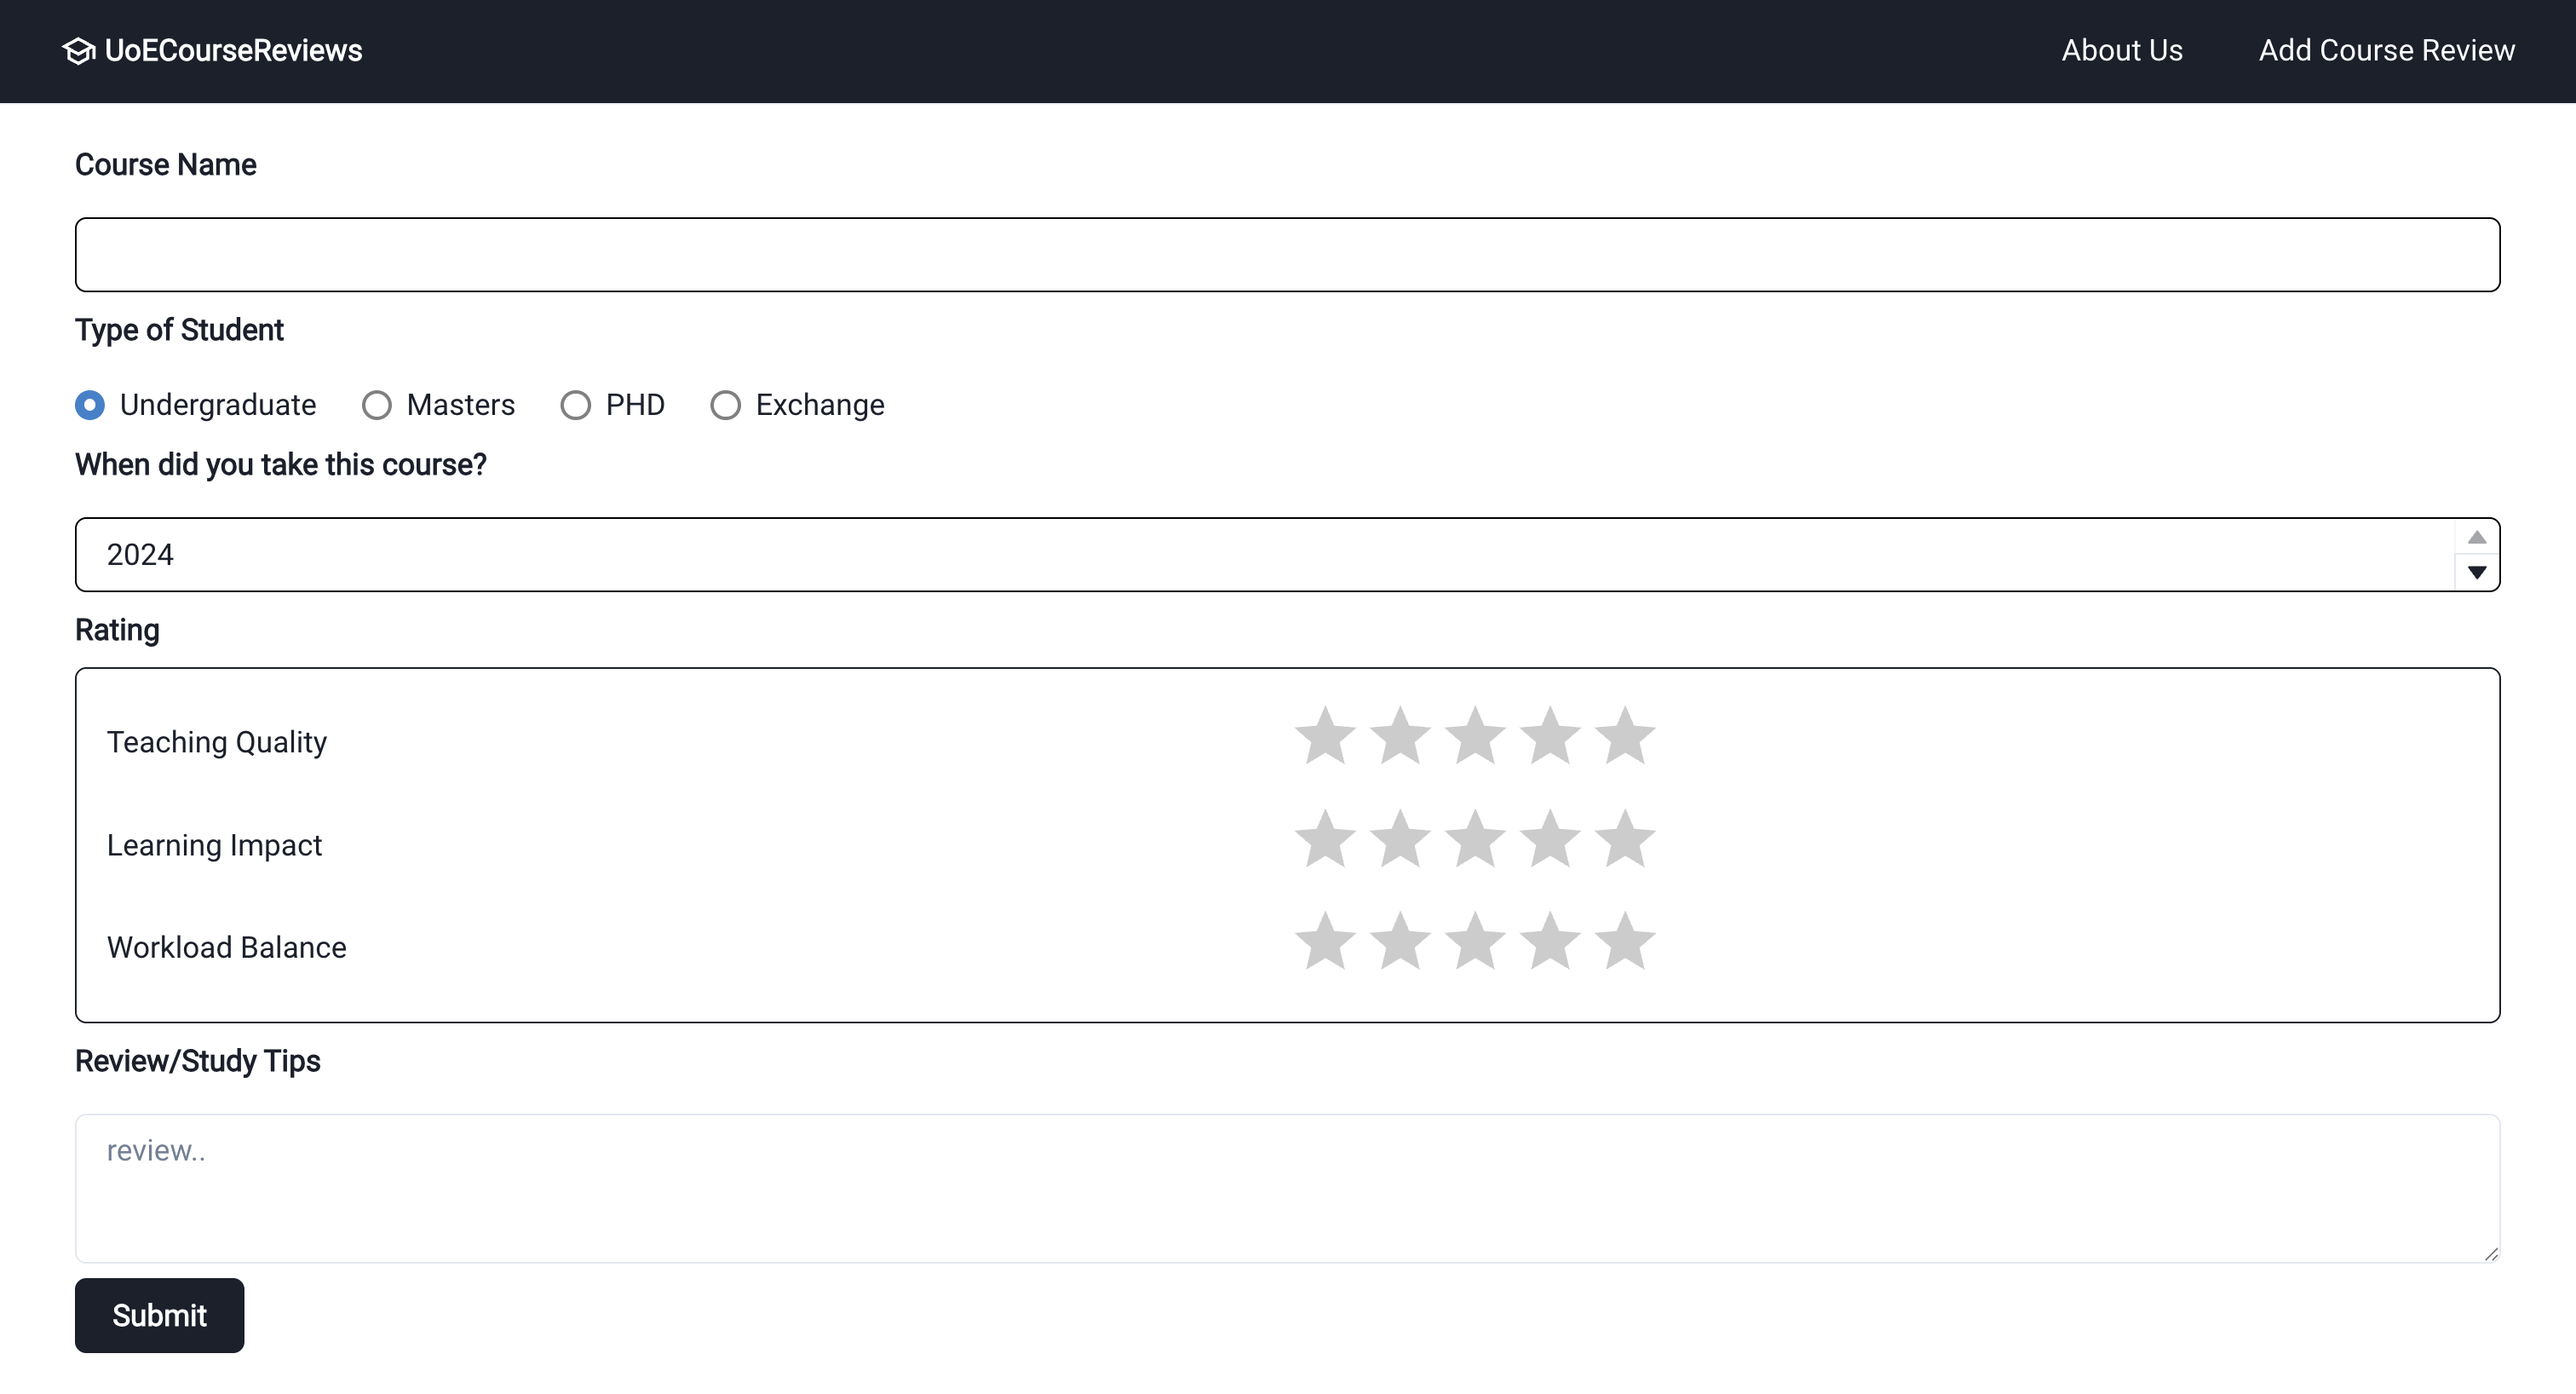 UoECourseReviews About Us Add Course Review
Course Name
Type of Student
Undergraduate Masters PHD Exchange
When did you take this course?
2024
Rating
Teaching Quality
Learning Impact
Workload Balance
Review/Study Tips
review..
Submit